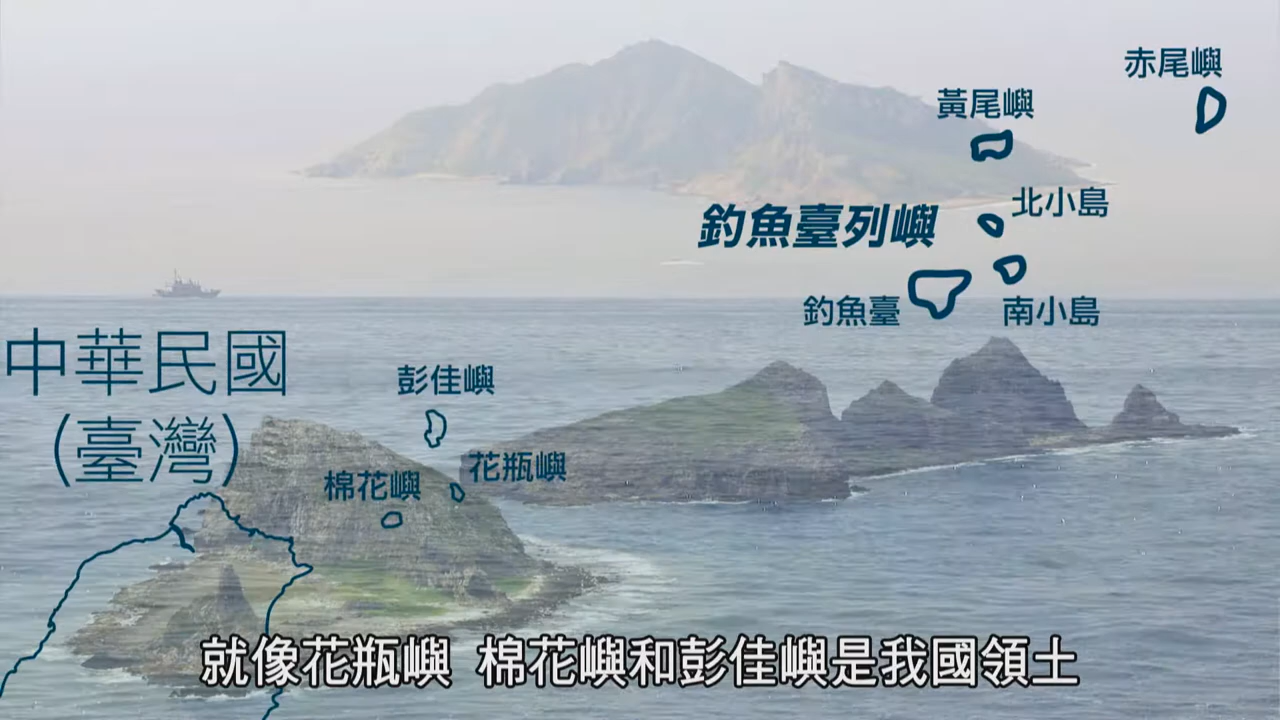 赤尾嶼
黃尾嶼
北小島
釣魚臺列嶼
釣魚臺
南小島
中華民國
(臺灣)
彭佳嶼
花瓶嶼
棉花嶼
就像花瓶嶼 棉花嶼和彭佳嶼是我國領土